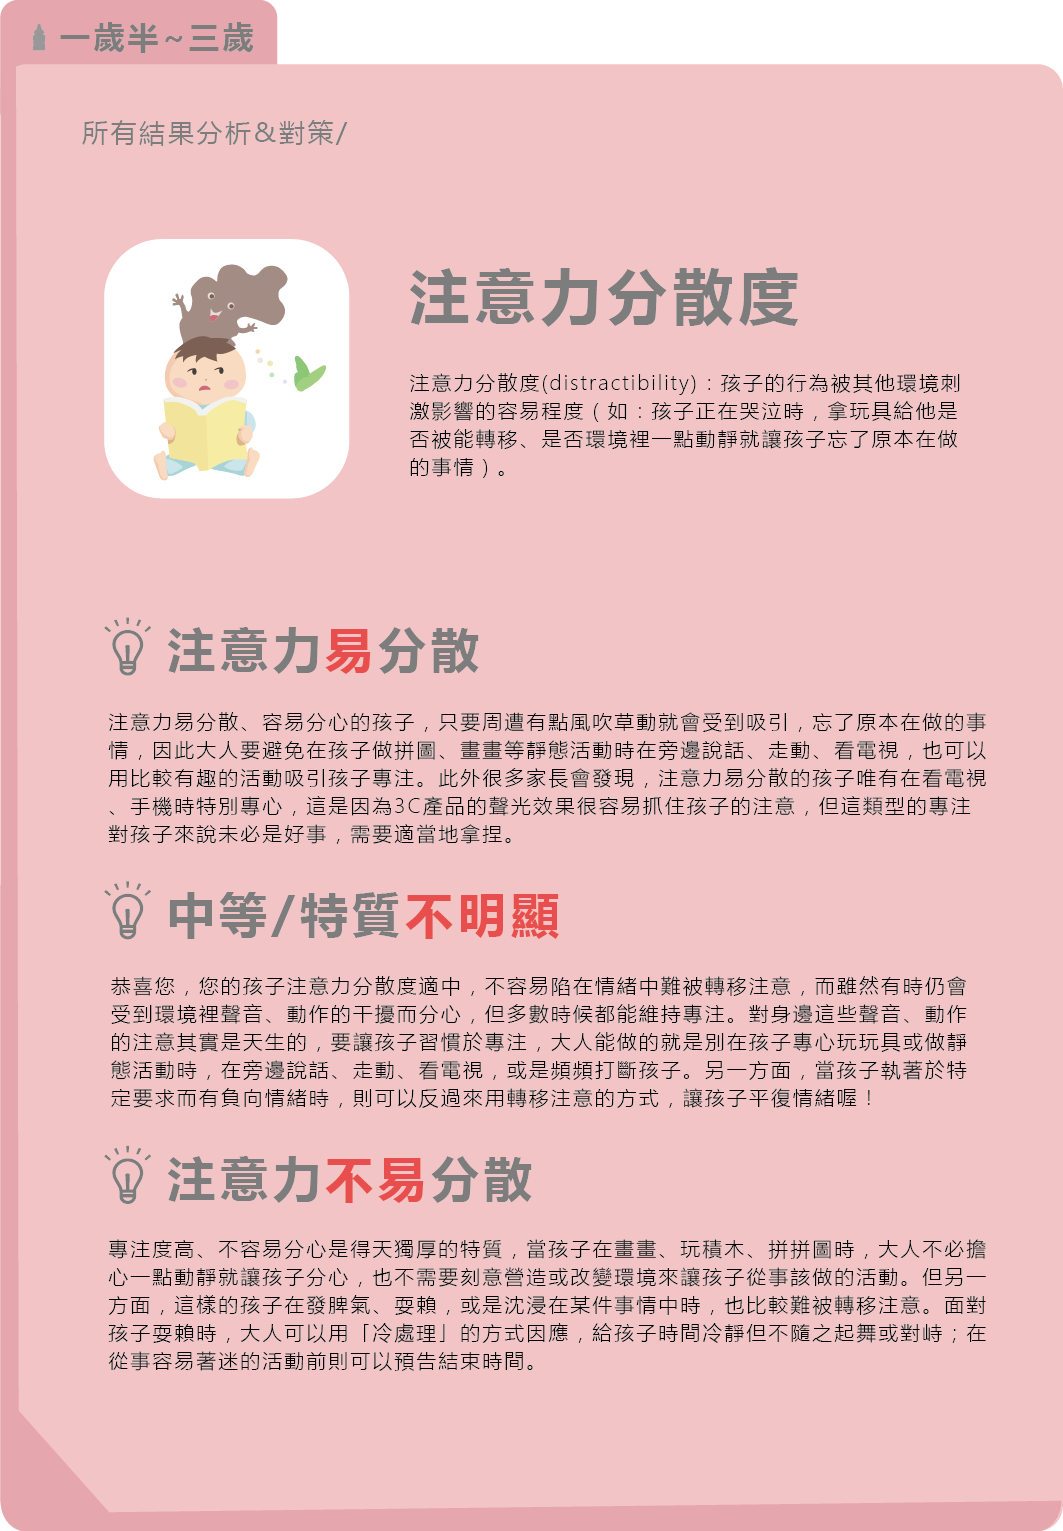 一歲半~三歲
所有結果分析&對策/
注意力分散度
注意力分散度(distractibility)：孩子的行為被其他環境刺
激影響的容易程度（如：孩子正在哭泣時，拿玩具給他是
否被能轉移、是否環境裡一點動靜就讓孩子忘了原本在做
的事情）。
注意力易分散
注意力易分散、容易分心的孩子，只要周遭有點風吹草動就會受到吸引，忘了原本在做的事
情，因此大人要避免在孩子做拼圖、畫畫等靜態活動時在旁邊說話、走動、看電視，也可以
用比較有趣的活動吸引孩子專注。此外很多家長會發現，注意力易分散的孩子唯有在看電視
、手機時特別專心，這是因為3C產品的聲光效果很容易抓住孩子的注意，但這類型的專注
對孩子來說未必是好事，需要適當地拿捏。
中等/特質不明顯
恭喜您，您的孩子注意力分散度適中，不容易陷在情緒中難被轉移注意，而雖然有時仍會
受到環境裡聲音、動作的干擾而分心，但多數時候都能維持專注。對身邊這些聲音、動作
的注意其實是天生的，要讓孩子習慣於專注，大人能做的就是別在孩子專心玩玩具或做靜
態活動時，在旁邊說話、走動、看電視，或是頻頻打斷孩子。另一方面，當孩子執著於特
定要求而有負向情緒時，則可以反過來用轉移注意的方式，讓孩子平復情緒喔！
注意力不易分散
專注度高、不容易分心是得天獨厚的特質，當孩子在畫畫、玩積木、拼拼圖時，大人不必擔
心一點動靜就讓孩子分心，也不需要刻意營造或改變環境來讓孩子從事該做的活動。但另一
方面，這樣的孩子在發脾氣、耍賴，或是沈浸在某件事情中時，也比較難被轉移注意。面對
孩子耍賴時，大人可以用「冷處理」的方式因應，給孩子時間冷靜但不隨之起舞或對峙；在
從事容易著迷的活動前則可以預告結束時間。